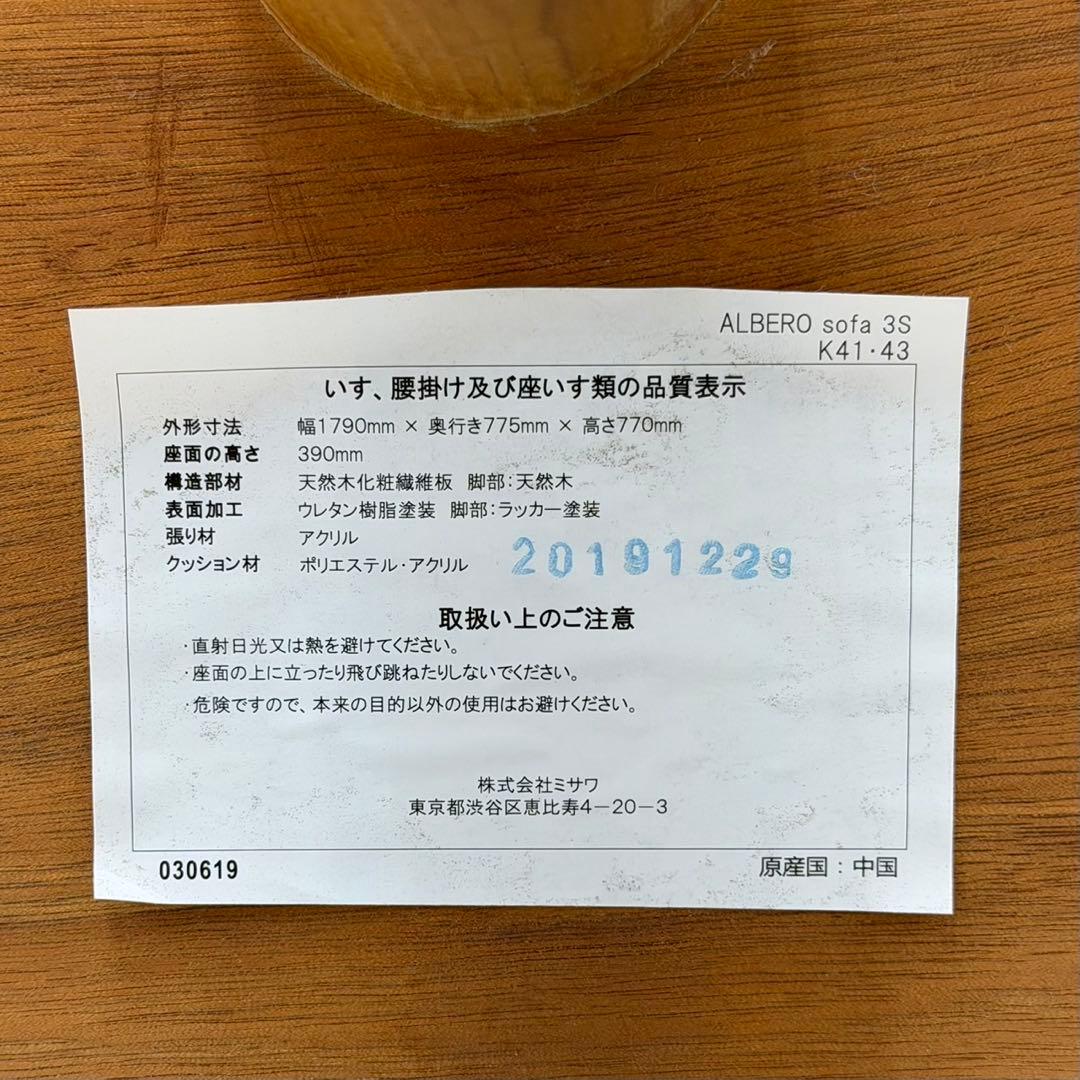 ALBERO sofa 3S
K41・43
いす、腰掛け及び座いす類の品質表示
外形寸法 幅1790mm × 奥行き775mm × 高さ770mm
座面の高さ 390mm
構造部材 天然木化粧繊維板 脚部：天然木
表面加工 ウレタン樹脂塗装 脚部：ラッカー塗装
張り材 アクリル
クッション材 ポリエステル・アクリル
20191229
取扱い上のご注意
・直射日光又は熱を避けてください。
・座面の上に立ったり飛び跳ねたりしないでください。
・危険ですので、本来の目的以外の使用はお避けください。
株式会社ミサワ
東京都渋谷区恵比寿4－20－3
030619
原産国：中国